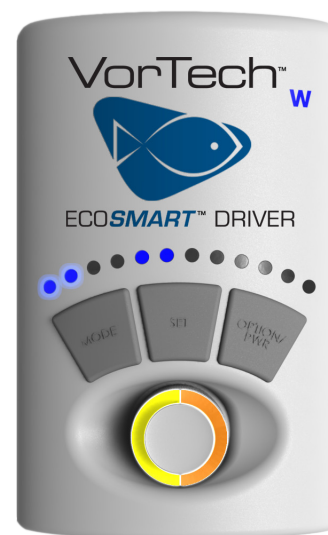 VorTech™
W
ECOSMART™ DRIVER
MODE
SET
OPTION/
PWR